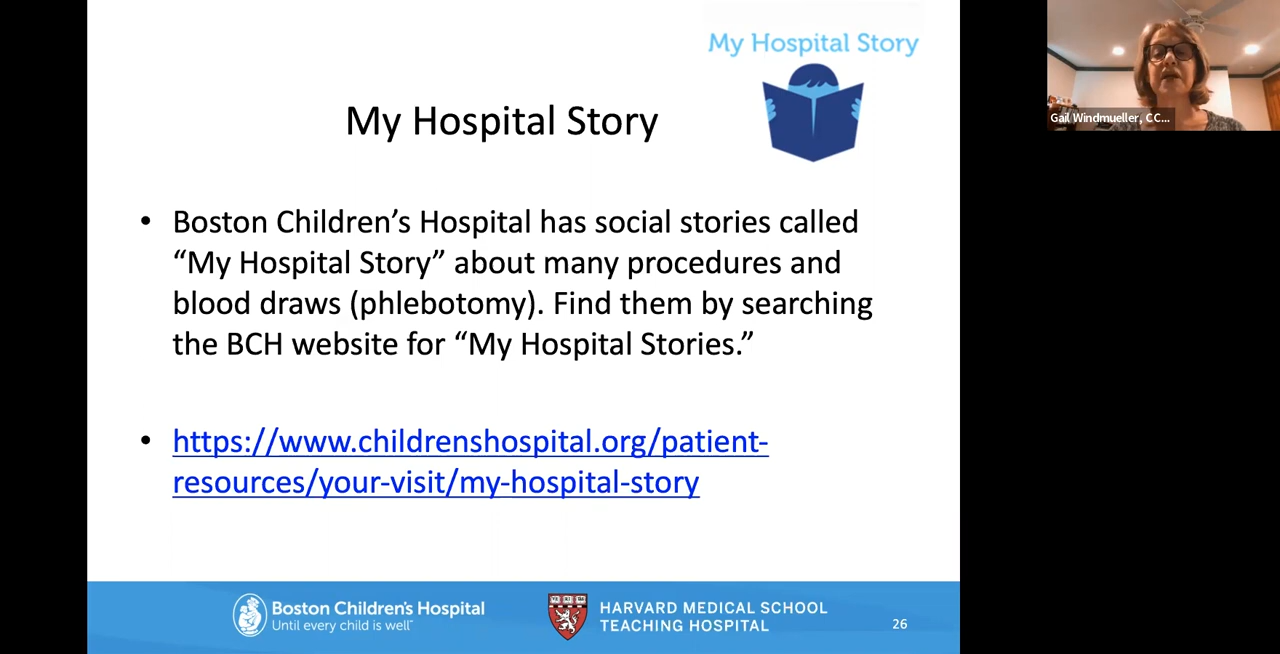 My Hospital Story
My Hospital Story
• Boston Children’s Hospital has social stories called
“My Hospital Story” about many procedures and
blood draws (phlebotomy). Find them by searching
the BCH website for “My Hospital Stories.”
• https://www.childrenshospital.org/patient-
resources/your-visit/my-hospital-story
Boston Children’s Hospital
Until every child is well™
HARVARD MEDICAL SCHOOL
TEACHING HOSPITAL
26
Gail Windmueller, CC...